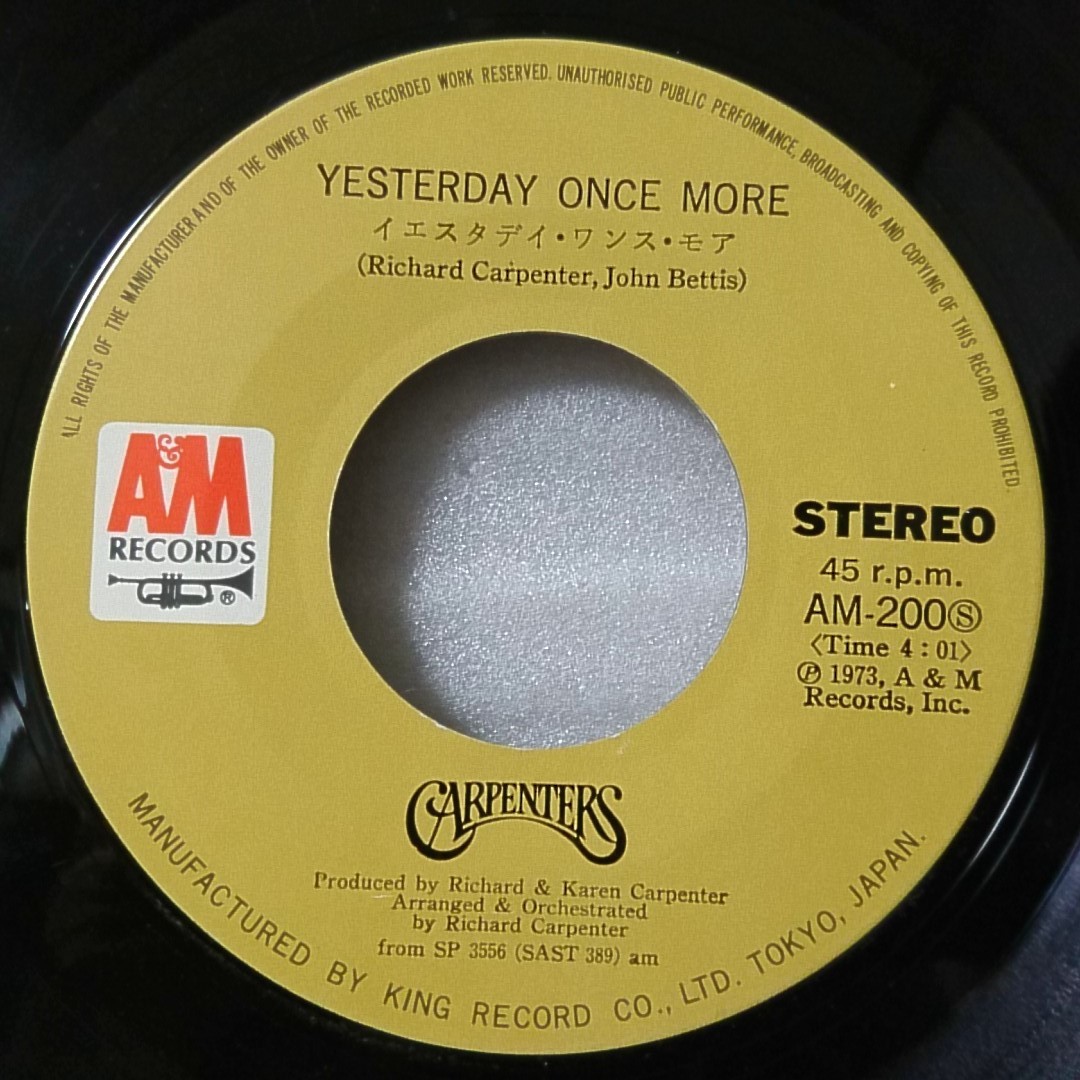 ALL RIGHTS OF THE MANUFACTURER AND OF THE OWNER OF THE RECORDED WORK RESERVED. UNAUTHORISED PUBLIC PERFORMANCE, BROADCASTING AND COPYING OF THIS RECORD PROHIBITED.
YESTERDAY ONCE MORE
イエスタデイ・ワンス・モア
(Richard Carpenter, John Bettis)
A&M
RECORDS
®
STEREO
45 r.p.m.
AM-200Ⓢ
〈Time 4:01〉
Ⓟ 1973, A & M
Records, Inc.
CARPENTERS
Produced by Richard & Karen Carpenter
Arranged & Orchestrated
by Richard Carpenter
from SP 3556 (SAST 389) am
MANUFACTURED BY KING RECORD CO., LTD. TOKYO, JAPAN.